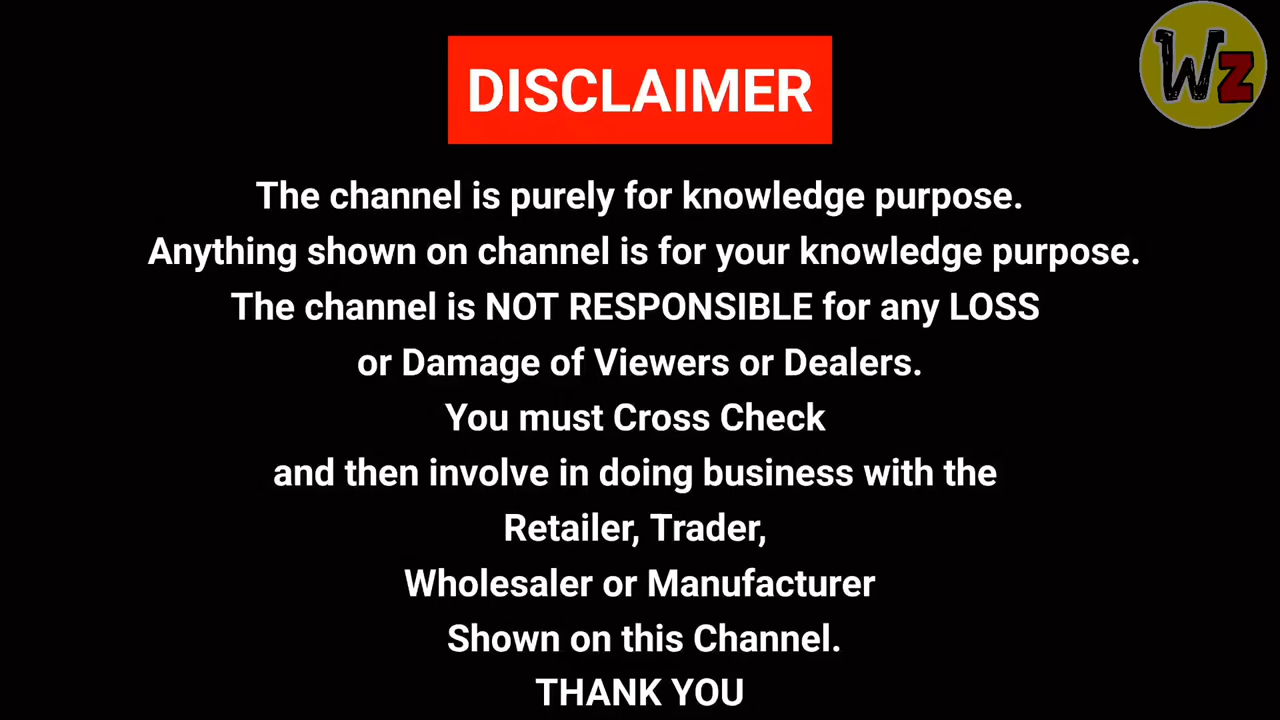 Wz
DISCLAIMER
The channel is purely for knowledge purpose.
Anything shown on channel is for your knowledge purpose.
The channel is NOT RESPONSIBLE for any LOSS
or Damage of Viewers or Dealers.
You must Cross Check
and then involve in doing business with the
Retailer, Trader,
Wholesaler or Manufacturer
Shown on this Channel.
THANK YOU